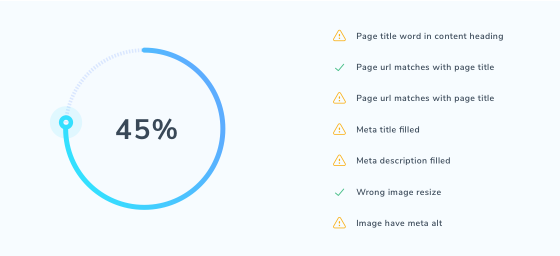 45%
Page title word in content heading
Page url matches with page title
Page url matches with page title
Meta title filled
Meta description filled
Wrong image resize
Image have meta alt